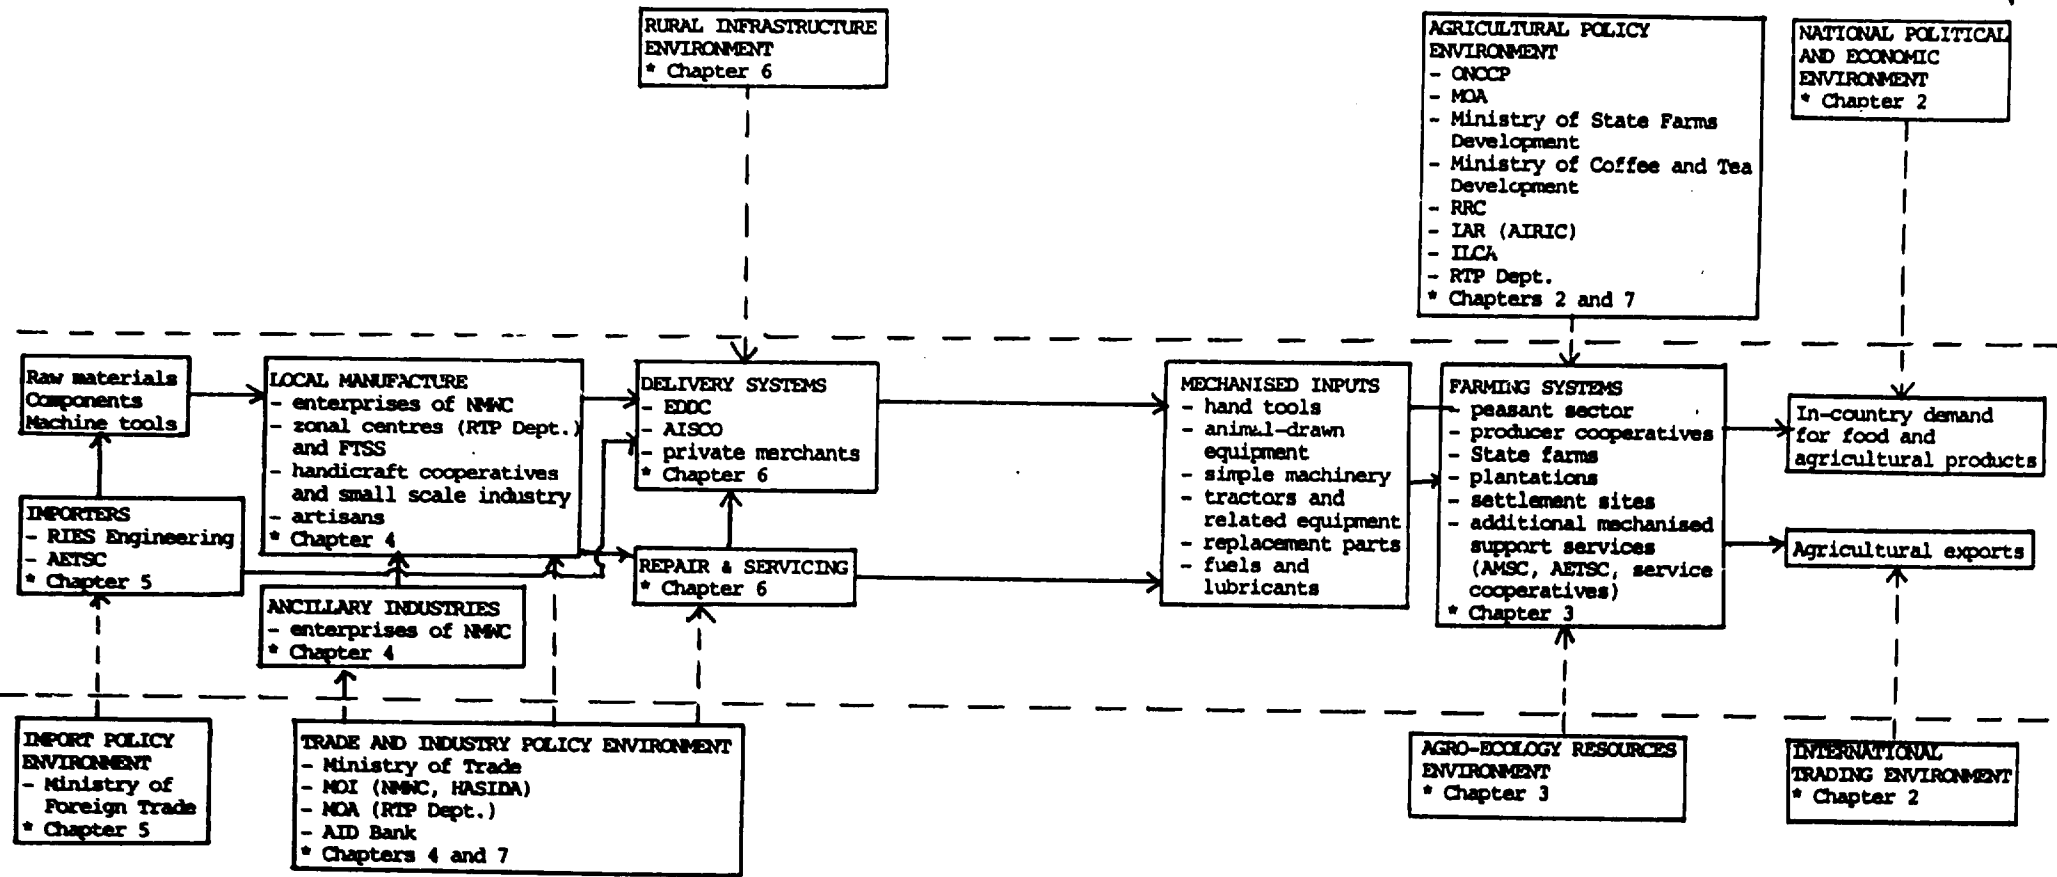 RURAL INFRASTRUCTURE
ENVIRONMENT
* Chapter 6
AGRICULTURAL POLICY
ENVIRONMENT
- ONCCP
- MOA
- Ministry of State Farms
Development
- Ministry of Coffee and Tea
Development
- RRC
- IAR (AIRIC)
- ILCA
- RTP Dept.
* Chapters 2 and 7
NATIONAL POLITICAL
AND ECONOMIC
ENVIRONMENT
* Chapter 2
Raw materials
Components
Machine tools
IMPORTERS
- RIES Engineering
- AETSC
* Chapter 5
LOCAL MANUFACTURE
- enterprises of NMWC
- zonal centres (RTP Dept.)
and FTSS
- handicraft cooperatives
and small scale industry
- artisans
* Chapter 4
ANCILLARY INDUSTRIES
- enterprises of NMWC
* Chapter 4
DELIVERY SYSTEMS
- EDDC
- AISCO
- private merchants
* Chapter 6
REPAIR & SERVICING
* Chapter 6
MECHANISED INPUTS
- hand tools
- animal-drawn
equipment
- simple machinery
- tractors and
related equipment
- replacement parts
- fuels and
lubricants
FARMING SYSTEMS
- peasant sector
- producer cooperatives
- State farms
- plantations
- settlement sites
- additional mechanised
support services
(AMSC, AETSC, service
cooperatives)
* Chapter 3
In-country demand
for food and
agricultural products
Agricultural exports
IMPORT POLICY
ENVIRONMENT
- Ministry of
Foreign Trade
* Chapter 5
TRADE AND INDUSTRY POLICY ENVIRONMENT
- Ministry of Trade
- MOI (NMWC, HASIDA)
- MOA (RTP Dept.)
- AID Bank
* Chapters 4 and 7
AGRO-ECOLOGY RESOURCES
ENVIRONMENT
* Chapter 3
INTERNATIONAL
TRADING ENVIRONMENT
* Chapter 2